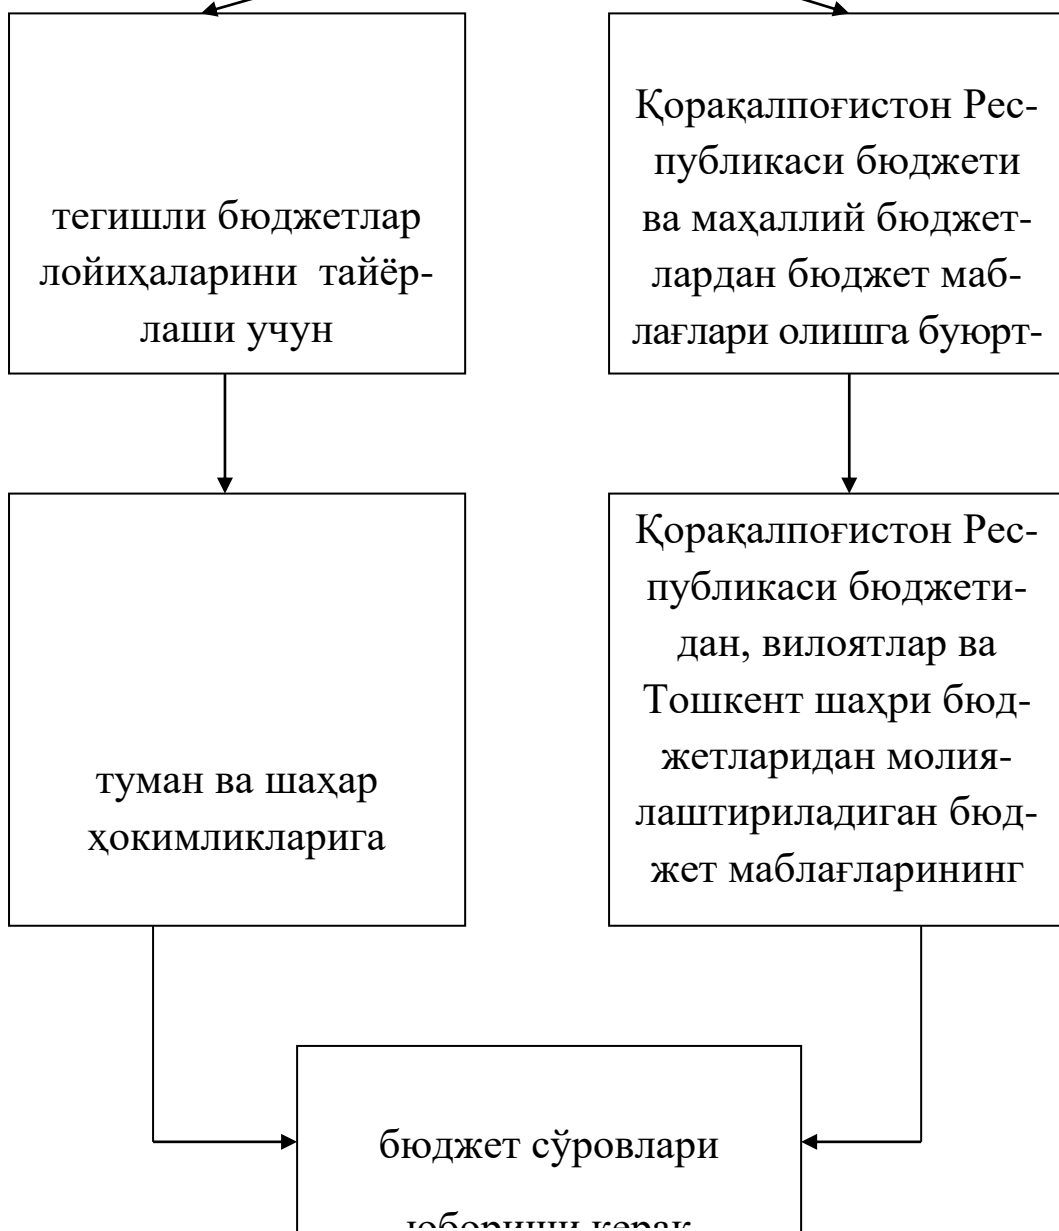 тегишли бюджетлар
лойиҳаларини тайёр-
лаши учун
Қорақалпоғистон Рес-
публикаси бюджети
ва маҳаллий бюджет-
лардан бюджет маб-
лағлари олишга буюрт-
туман ва шаҳар
ҳокимликларига
Қорақалпоғистон Рес-
публикаси бюджети-
дан, вилоятлар ва
Тошкент шаҳри бюд-
жетларидан молия-
лаштириладиган бюд-
жет маблағларининг
бюджет сўровлари
юбориши керак